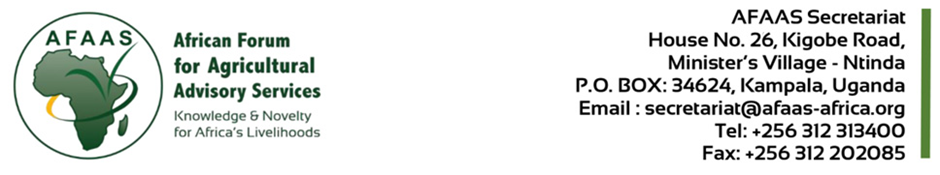 AFAAS
African Forum
for Agricultural
Advisory Services
Knowledge & Novelty
for Africa's Livelihoods
AFAAS Secretariat
House No. 26, Kigobe Road,
Minister's Village - Ntinda
P.O. BOX: 34624, Kampala, Uganda
Email : secretariat@afaas-africa.org
Tel: +256 312 313400
Fax: +256 312 202085